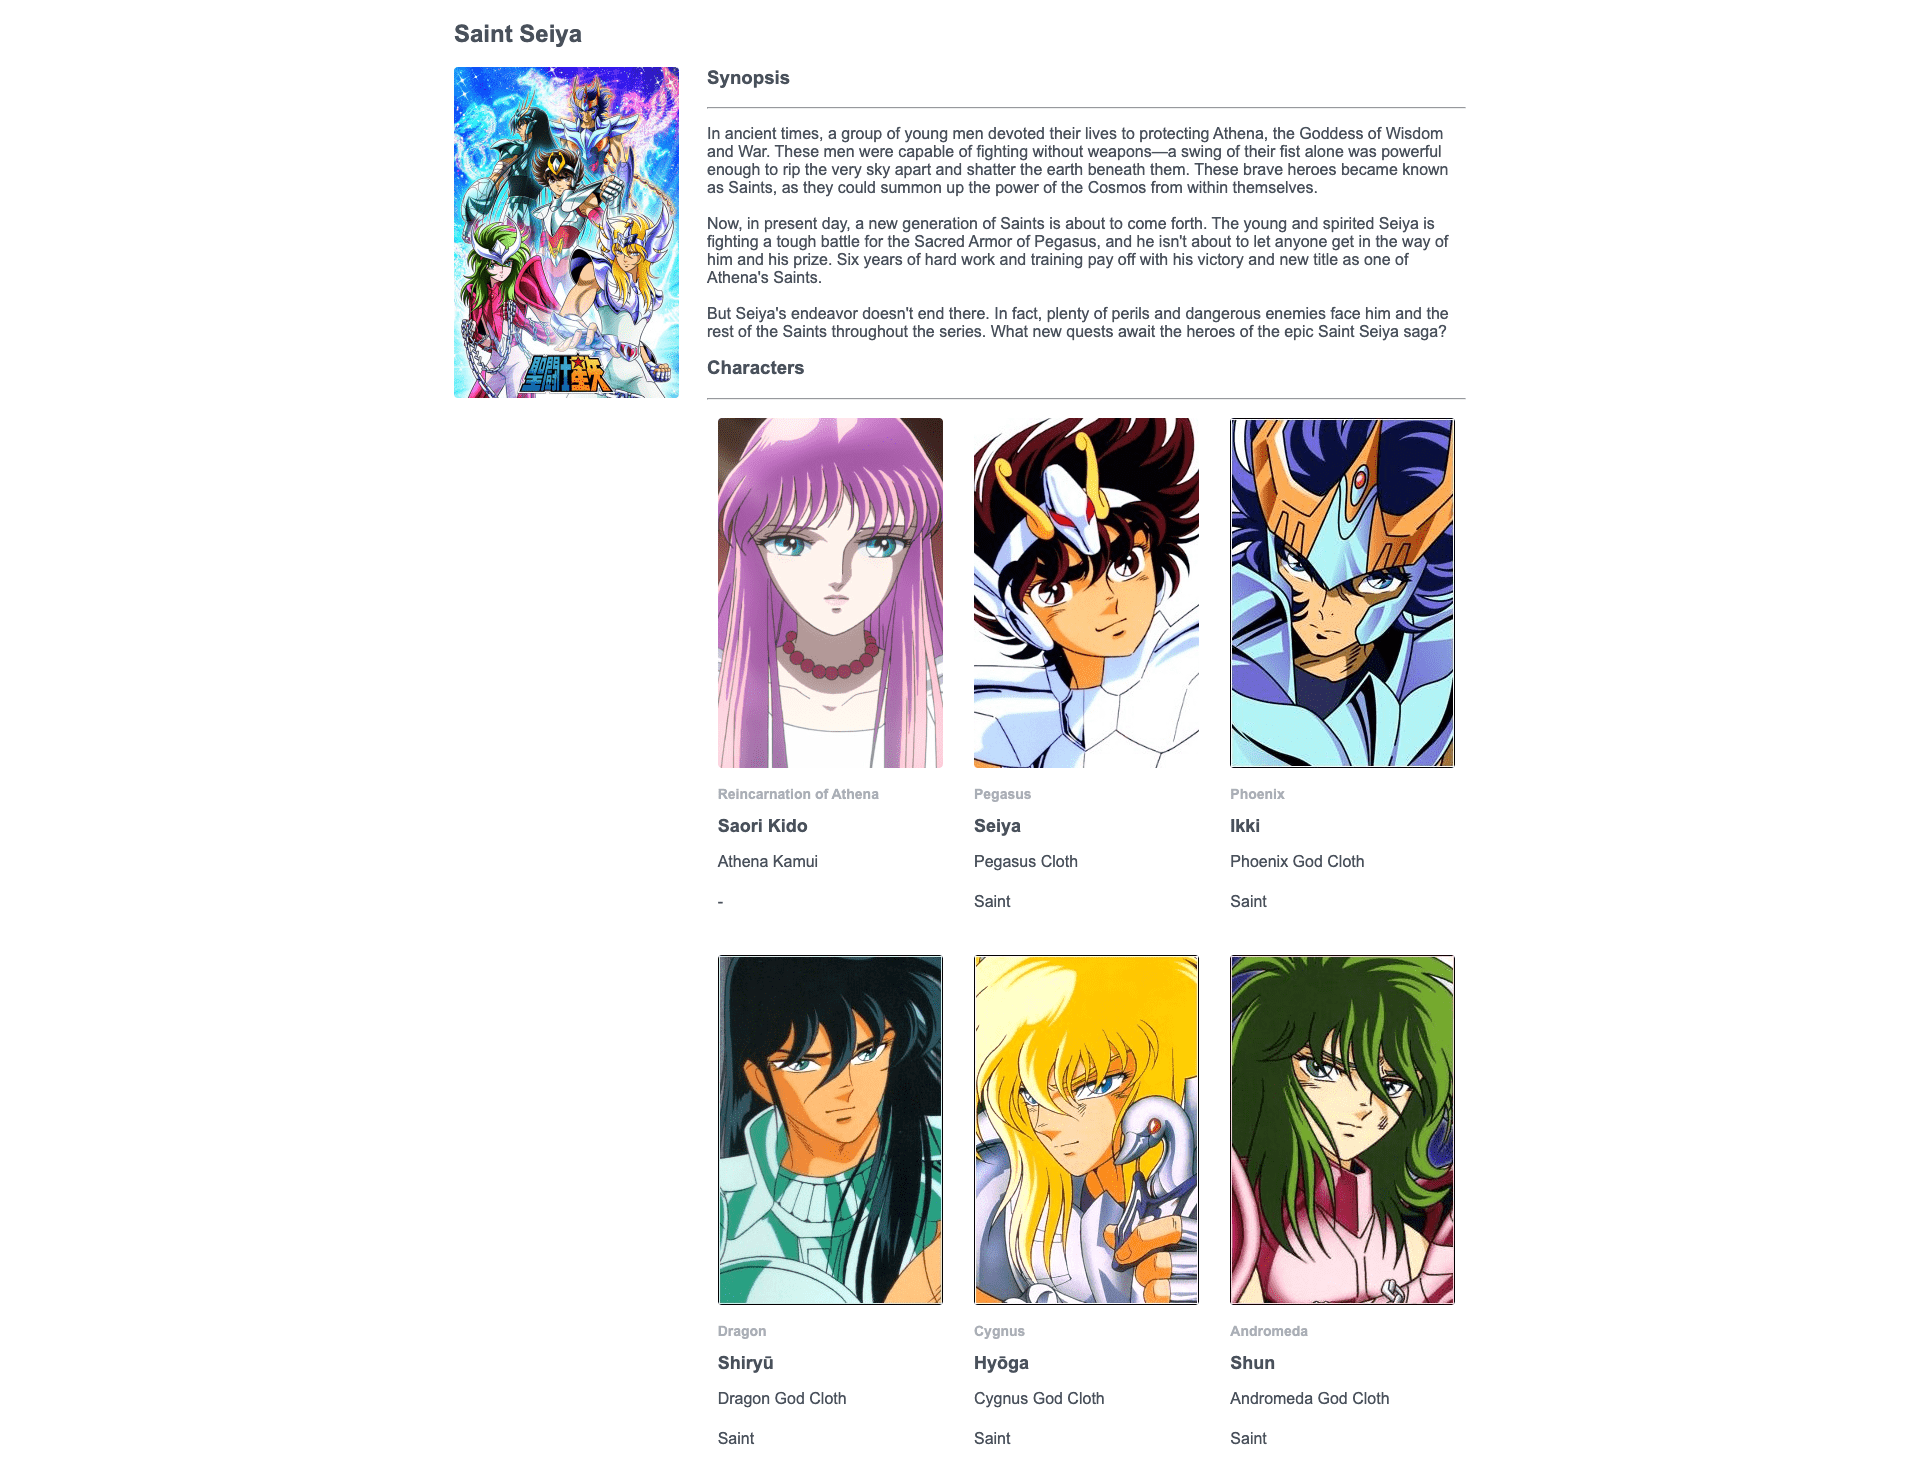 Saint Seiya
聖闘士星矢
Synopsis
In ancient times, a group of young men devoted their lives to protecting Athena, the Goddess of Wisdom
and War. These men were capable of fighting without weapons—a swing of their fist alone was powerful
enough to rip the very sky apart and shatter the earth beneath them. These brave heroes became known
as Saints, as they could summon up the power of the Cosmos from within themselves.
Now, in present day, a new generation of Saints is about to come forth. The young and spirited Seiya is
fighting a tough battle for the Sacred Armor of Pegasus, and he isn't about to let anyone get in the way of
him and his prize. Six years of hard work and training pay off with his victory and new title as one of
Athena's Saints.
But Seiya's endeavor doesn't end there. In fact, plenty of perils and dangerous enemies face him and the
rest of the Saints throughout the series. What new quests await the heroes of the epic Saint Seiya saga?
Characters
Reincarnation of Athena
Saori Kido
Athena Kamui
-
Pegasus
Seiya
Pegasus Cloth
Saint
Phoenix
Ikki
Phoenix God Cloth
Saint
Dragon
Shiryū
Dragon God Cloth
Saint
Cygnus
Hyōga
Cygnus God Cloth
Saint
Andromeda
Shun
Andromeda God Cloth
Saint